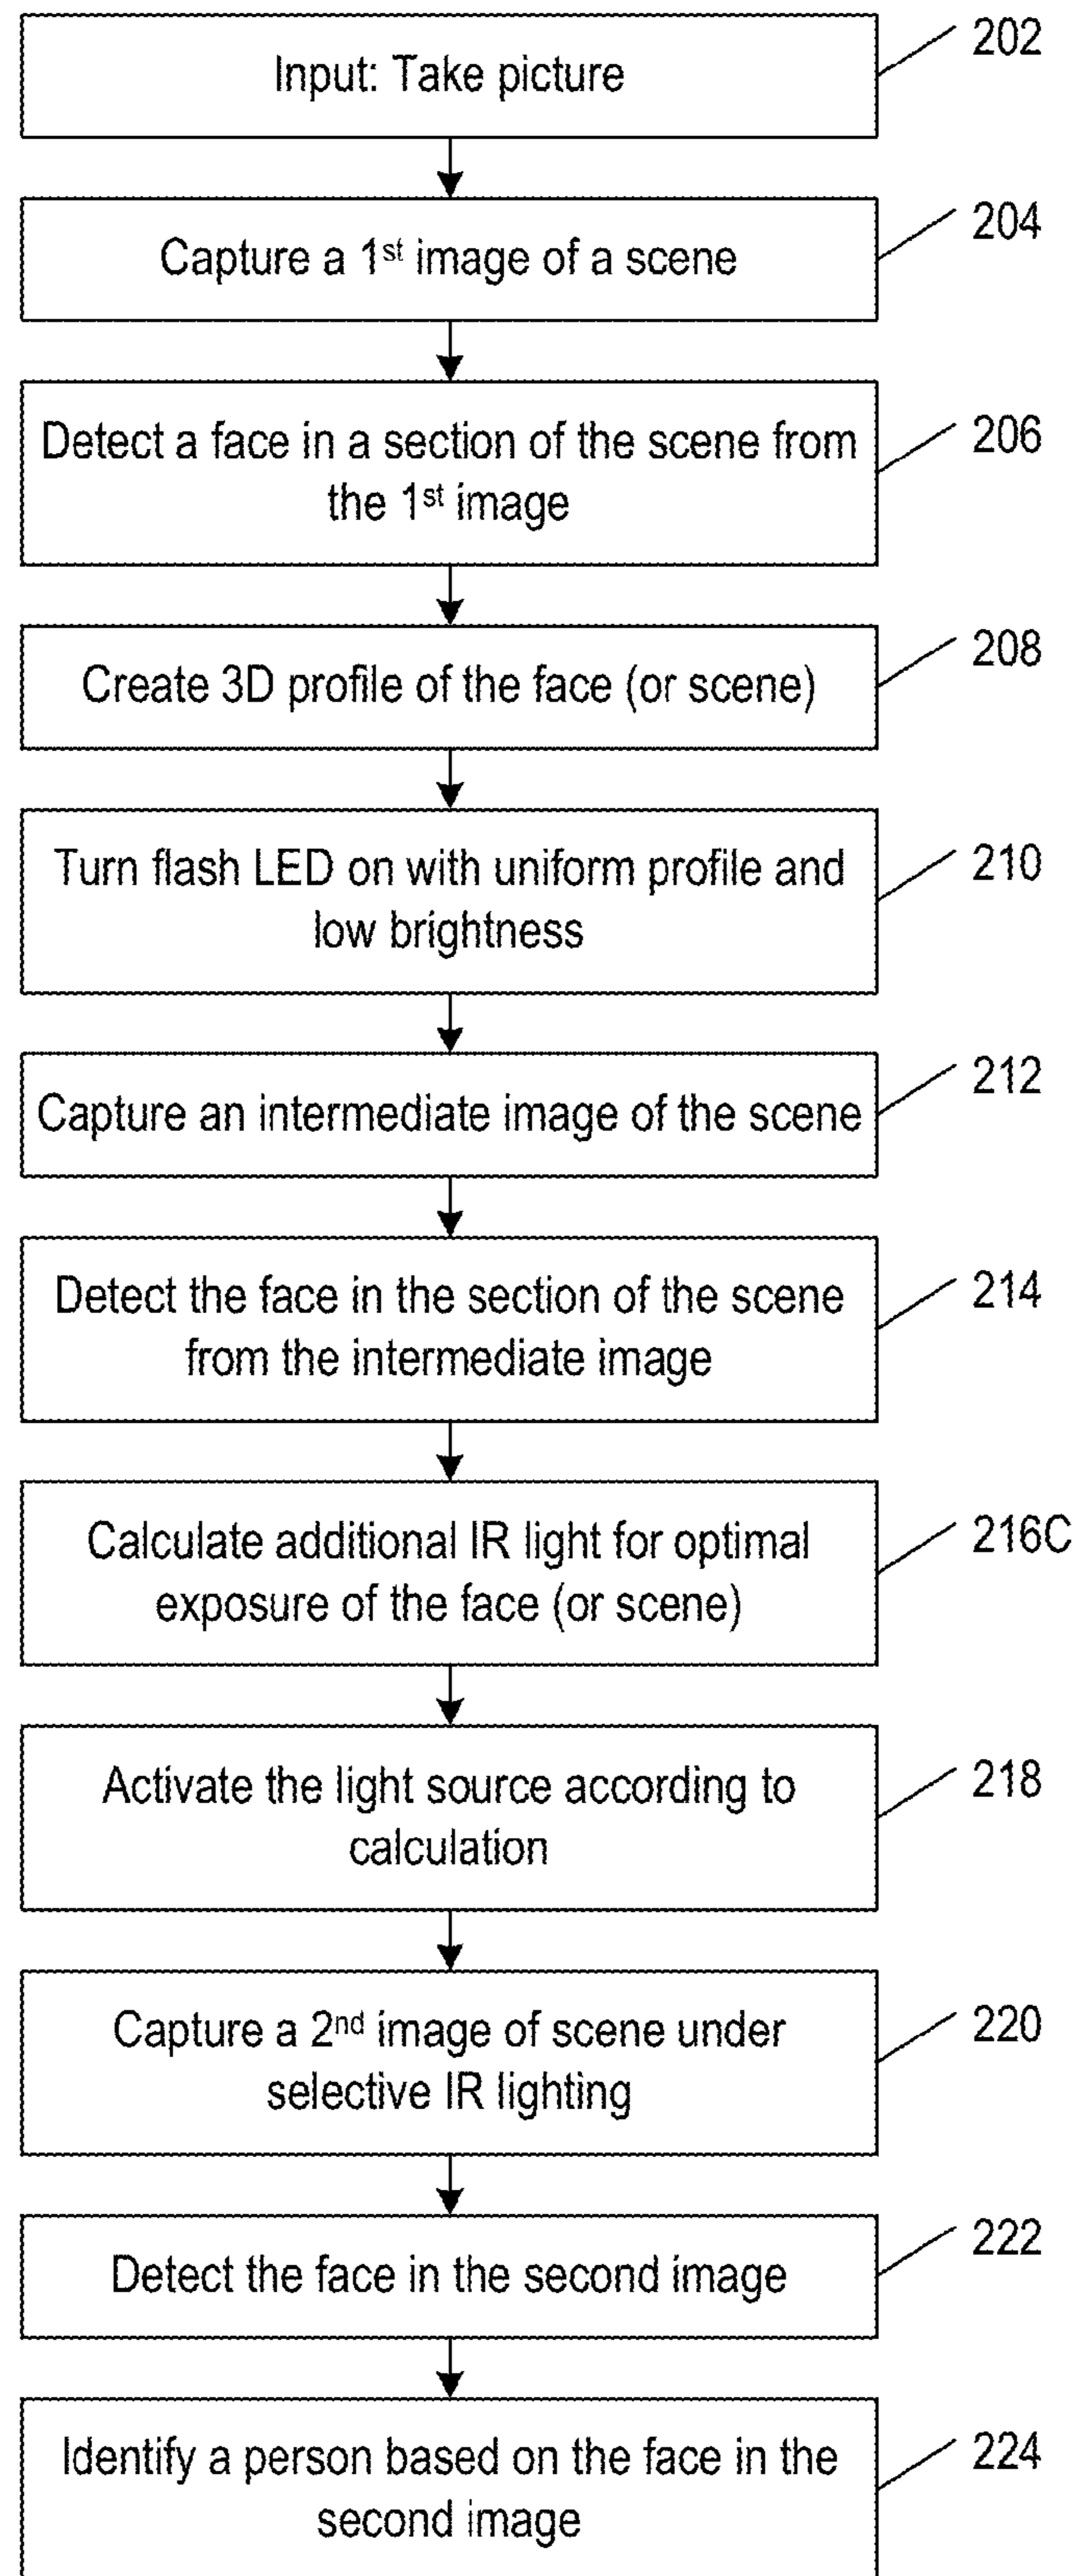 Input: Take picture
202
Capture a 1st image of a scene
204
Detect a face in a section of the scene from
the 1st image
206
Create 3D profile of the face (or scene)
208
Turn flash LED on with uniform profile and
low brightness
210
Capture an intermediate image of the scene
212
Detect the face in the section of the scene
from the intermediate image
214
Calculate additional IR light for optimal
exposure of the face (or scene)
216C
Activate the light source according to
calculation
218
Capture a 2nd image of scene under
selective IR lighting
220
Detect the face in the second image
222
Identify a person based on the face in the
second image
224